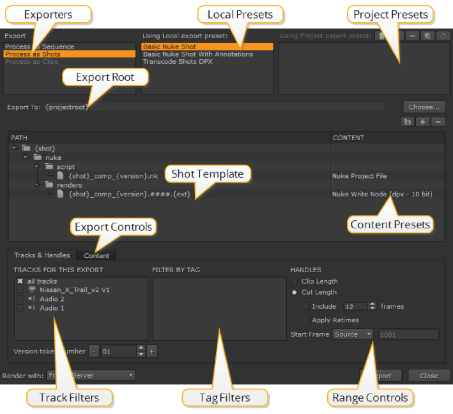 Exporters
Local Presets
Project Presets
Export
Using Local export preset:
Using Project export preset:
Process as Sequence
Process as Shots
Process as Clips
Basic Nuke Shot
Basic Nuke Shot With Annotations
Transcode Shots DPX
Export Root
Export To: {projectroot}
Choose...
PATH
CONTENT
{shot}
nuke
script
{shot}_comp_{version}.nk
Nuke Project File
renders
{shot}_comp_{version}.####.{ext}
Nuke Write Node (dpx - 10 bit)
Shot Template
Export Controls
Content Presets
Tracks & Handles
Content
TRACKS FOR THIS EXPORT
FILTER BY TAG
HANDLES
all tracks
Nissan_X_Trail_v2 V1
Audio 2
Audio 1
Clip Length
Cut Length
Include 12 frames
Apply Retimes
Start Frame Source 1001
Version token number - 01 +
Render with:
Server
Close
Track Filters
Tag Filters
Range Controls